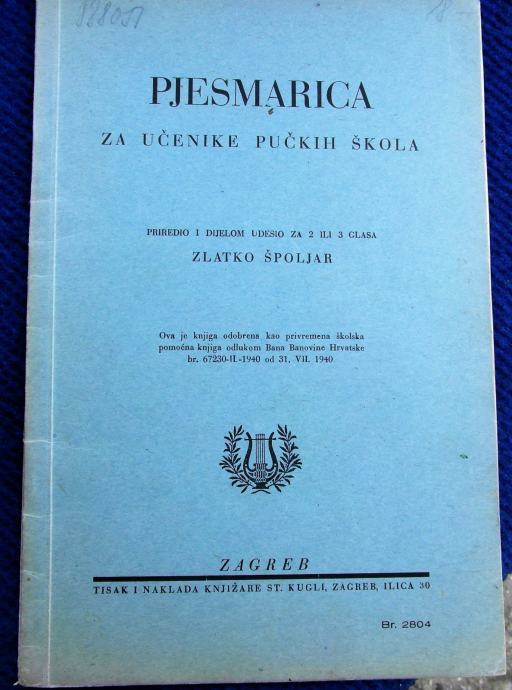 PJESMARICA
ZA UČENIKE PUČKIH ŠKOLA
PRIREDIO I DIJELOM UDESIO ZA 2 ILI 3 GLASA
ZLATKO ŠPOLJAR
Ova je knjiga odobrena kao privremena školska
pomoćna knjiga odlukom Bana Banovine Hrvatske
br. 67230-II.-1940 od 31. VII. 1940
ZAGREB
TISAK I NAKLADA KNJIŽARE ST. KUGLI, ZAGREB, ILICA 30
Br. 2804